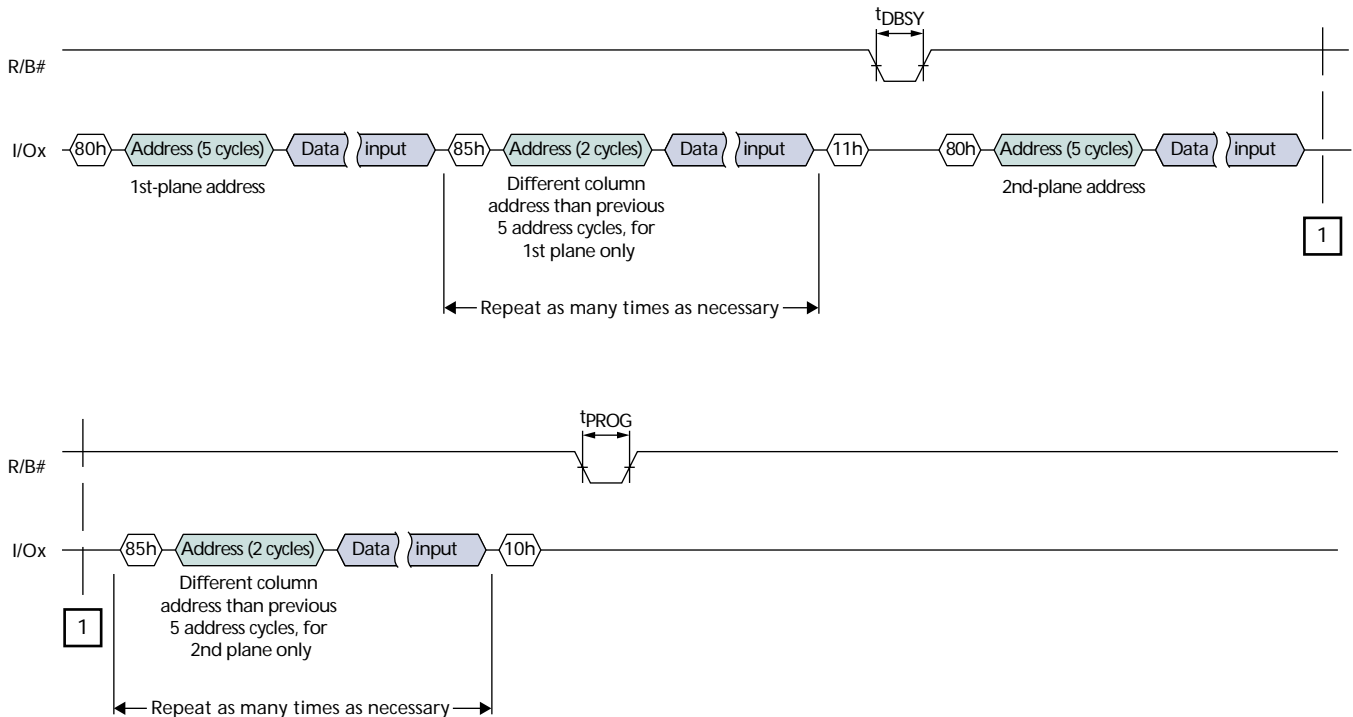 tDBSY
R/B#
I/Ox 80h Address (5 cycles) Data input 85h Address (2 cycles) Data input 11h 80h Address (5 cycles) Data input
1st-plane address
Different column
address than previous
5 address cycles, for
1st plane only
2nd-plane address
1
Repeat as many times as necessary
tPROG
R/B#
I/Ox 85h Address (2 cycles) Data input 10h
Different column
address than previous
5 address cycles, for
2nd plane only
1
Repeat as many times as necessary